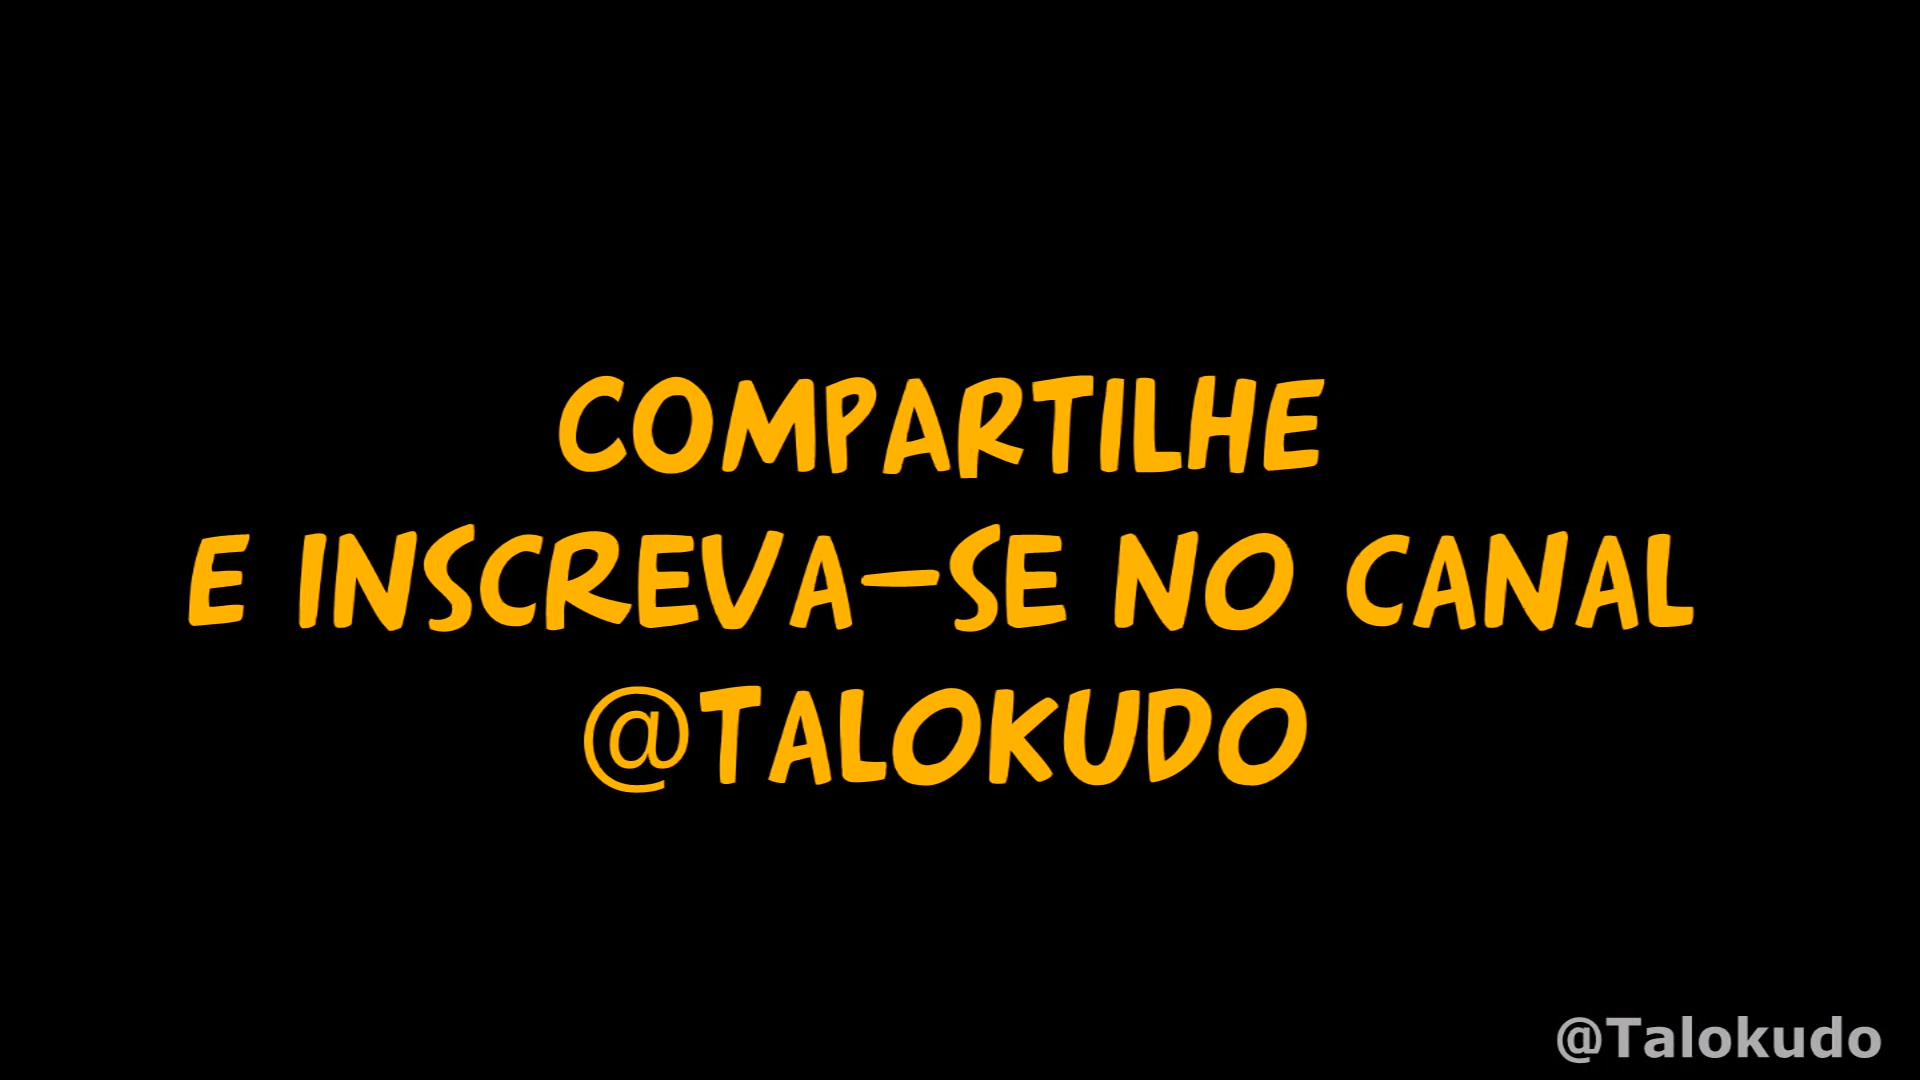 COMPARTILHE
E INSCREVA-SE NO CANAL
@TALOKUDO
@Talokudo